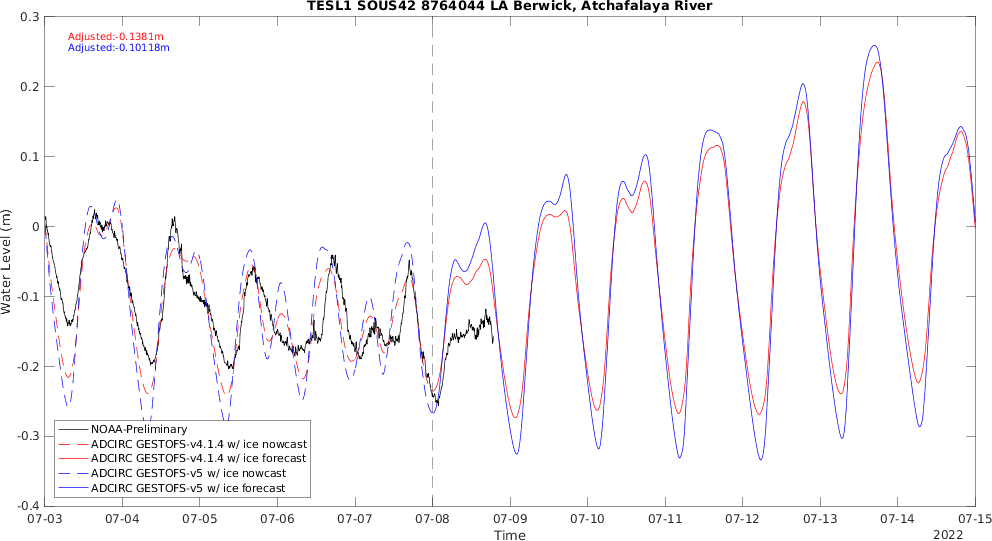 TESL1 SOUS42 8764044 LA Berwick, Atchafalaya River
Adjusted:-0.1381m
Adjusted:-0.10118m
0.3
0.2
0.1
0
-0.1
-0.2
-0.3
-0.4
Water Level (m)
NOAA-Preliminary
ADCIRC GESTOFS-v4.1.4 w/ ice nowcast
ADCIRC GESTOFS-v4.1.4 w/ ice forecast
ADCIRC GESTOFS-v5 w/ ice nowcast
ADCIRC GESTOFS-v5 w/ ice forecast
07-03 07-04 07-05 07-06 07-07 07-08 07-09 07-10 07-11 07-12 07-13 07-14 07-15
Time
2022